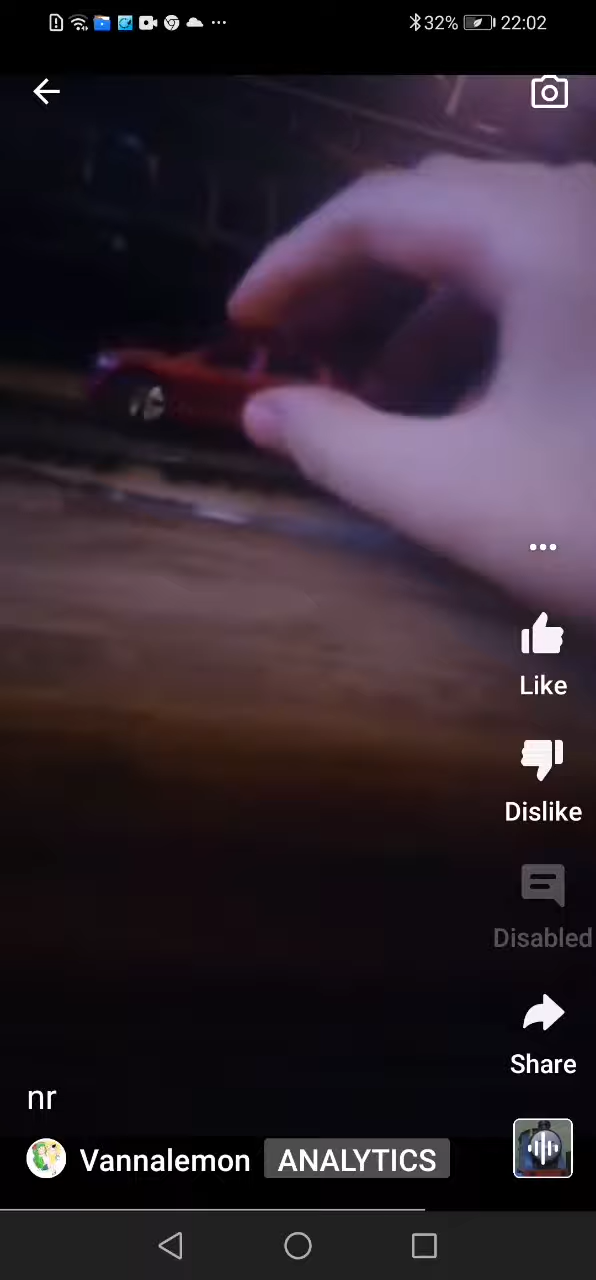 32% 22:02
Like
Dislike
Disabled
Share
nr
Vannalemon ANALYTICS